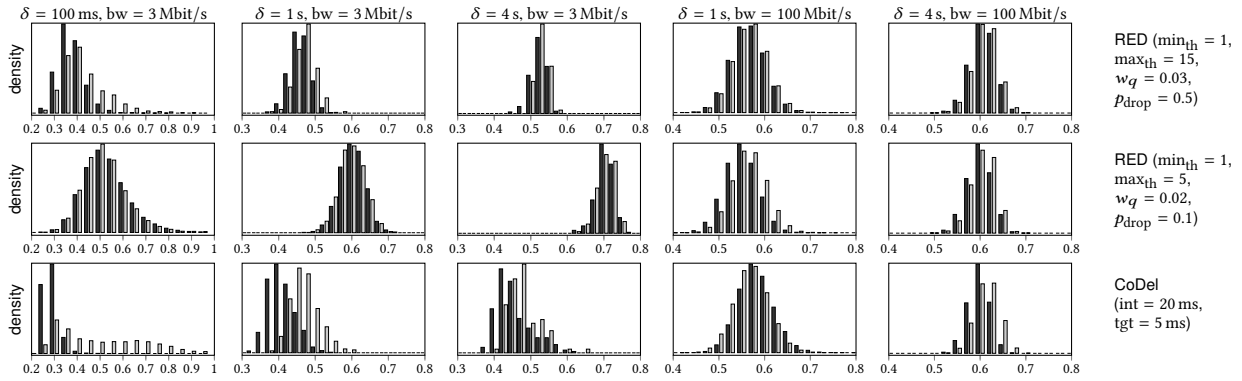 δ = 100 ms, bw = 3 Mbit/s δ = 1 s, bw = 3 Mbit/s δ = 4 s, bw = 3 Mbit/s δ = 1 s, bw = 100 Mbit/s δ = 4 s, bw = 100 Mbit/s
density
RED (min_th = 1,
max_th = 15,
w_q = 0.03,
p_drop = 0.5)
0.2 0.3 0.4 0.5 0.6 0.7 0.8 0.9 1
0.3 0.4 0.5 0.6 0.7 0.8
0.3 0.4 0.5 0.6 0.7 0.8
0.4 0.5 0.6 0.7 0.8
0.4 0.5 0.6 0.7 0.8
density
RED (min_th = 1,
max_th = 5,
w_q = 0.02,
p_drop = 0.1)
0.2 0.3 0.4 0.5 0.6 0.7 0.8 0.9 1
0.3 0.4 0.5 0.6 0.7 0.8
0.3 0.4 0.5 0.6 0.7 0.8
0.4 0.5 0.6 0.7 0.8
0.4 0.5 0.6 0.7 0.8
density
CoDel
(int = 20 ms,
tgt = 5 ms)
0.2 0.3 0.4 0.5 0.6 0.7 0.8 0.9 1
0.3 0.4 0.5 0.6 0.7 0.8
0.3 0.4 0.5 0.6 0.7 0.8
0.4 0.5 0.6 0.7 0.8
0.4 0.5 0.6 0.7 0.8